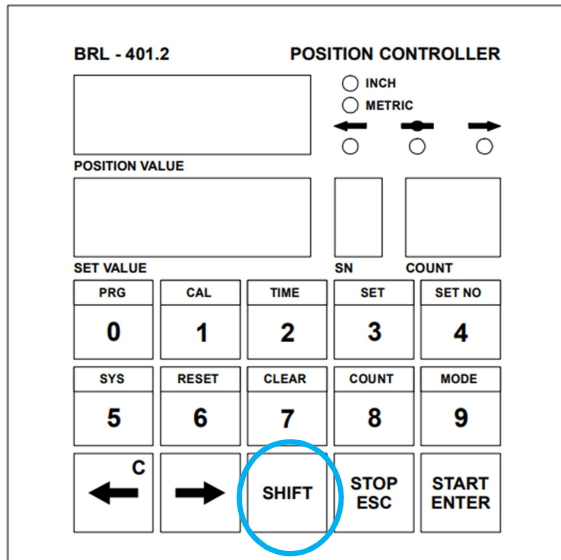 BRL - 401.2 POSITION CONTROLLER
INCH
METRIC
POSITION VALUE
SET VALUE SN COUNT
PRG CAL TIME SET SET NO
0 1 2 3 4
SYS RESET CLEAR COUNT MODE
5 6 7 8 9
C
SHIFT STOP START
ESC ENTER